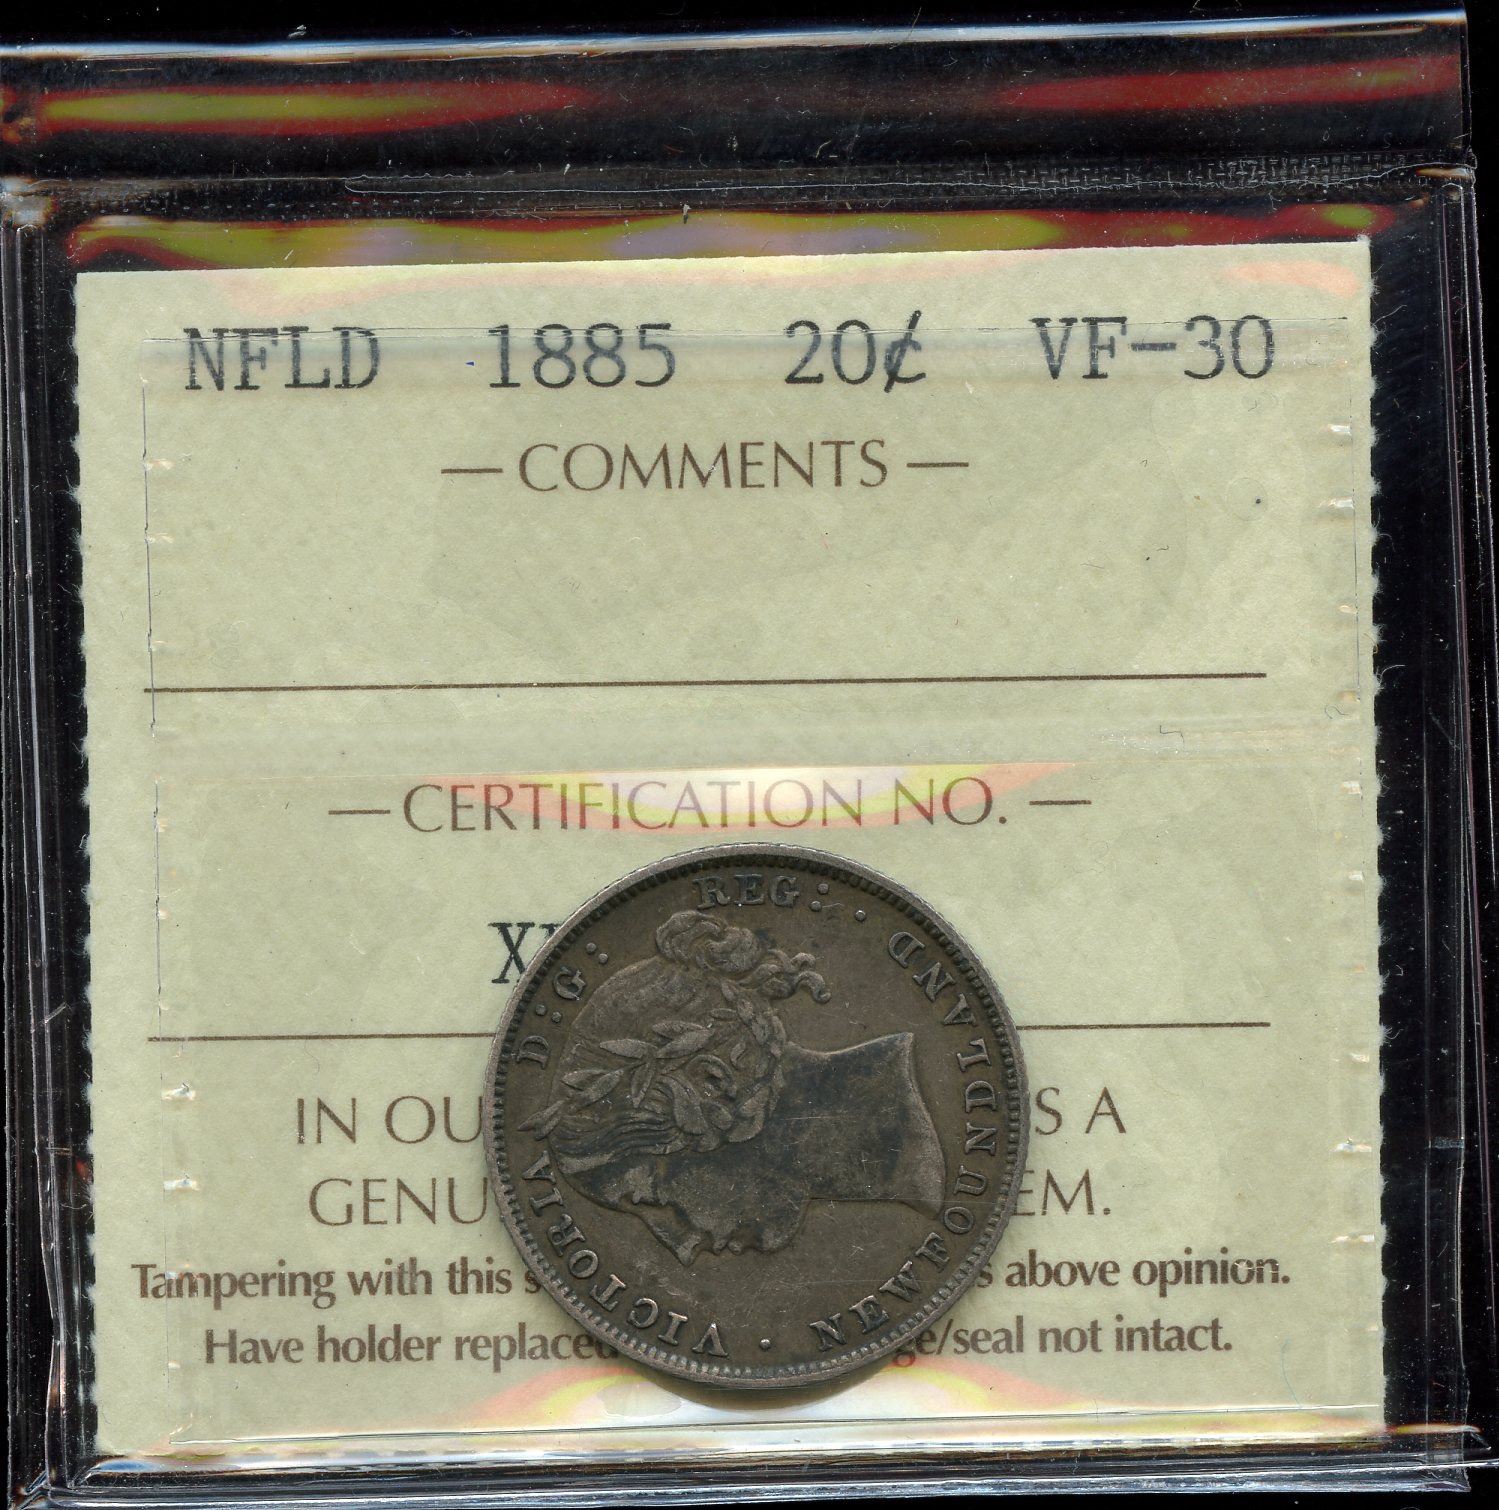 NFLD 1885 20¢ VF-30
— COMMENTS —
— CERTIFICATION NO. —
X
IN OU S A
GENU EM.
Tampering with this s s above opinion.
Have holder replaced ge/seal not intact.
VICTORIA D:G: REG:.
NEWFOUNDLAND